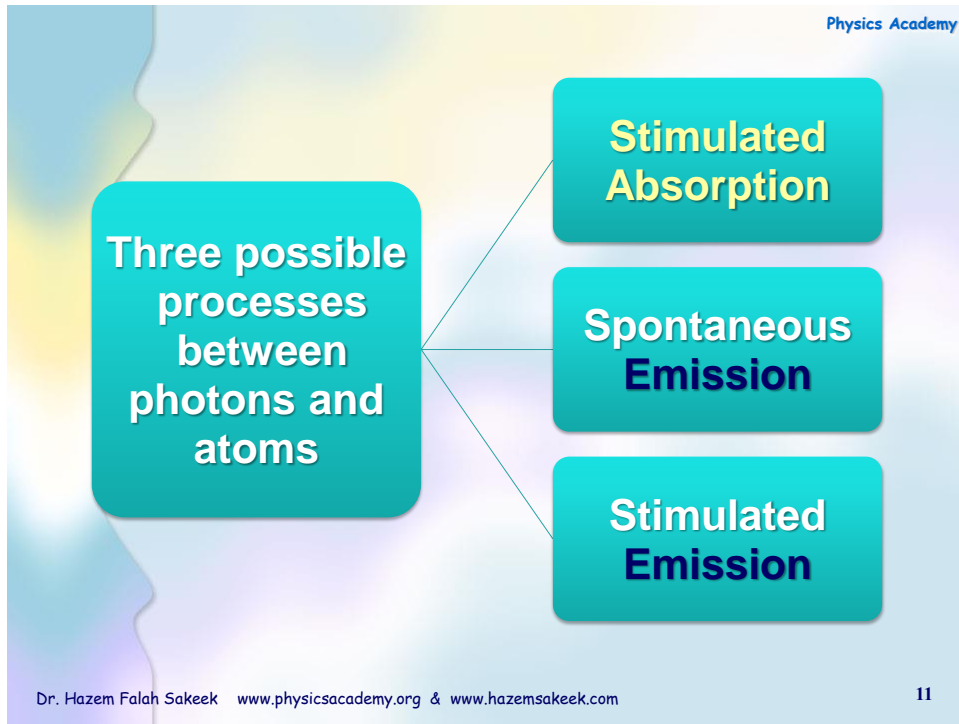 Physics Academy
Stimulated
Absorption
Three possible
processes
between
photons and
atoms
Spontaneous
Emission
Stimulated
Emission
Dr. Hazem Falah Sakeek www.physicsacademy.org & www.hazemsakeek.com
11